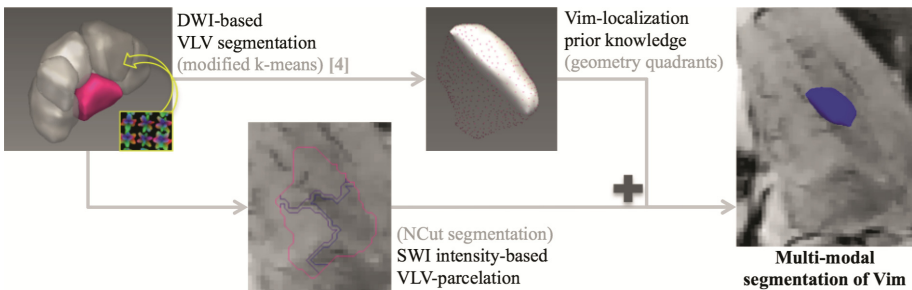 DWI-based
VLV segmentation
(modified k-means) [4]
Vim-localization
prior knowledge
(geometry quadrants)
(NCut segmentation)
SWI intensity-based
VLV-parcelation
Multi-modal
segmentation of Vim